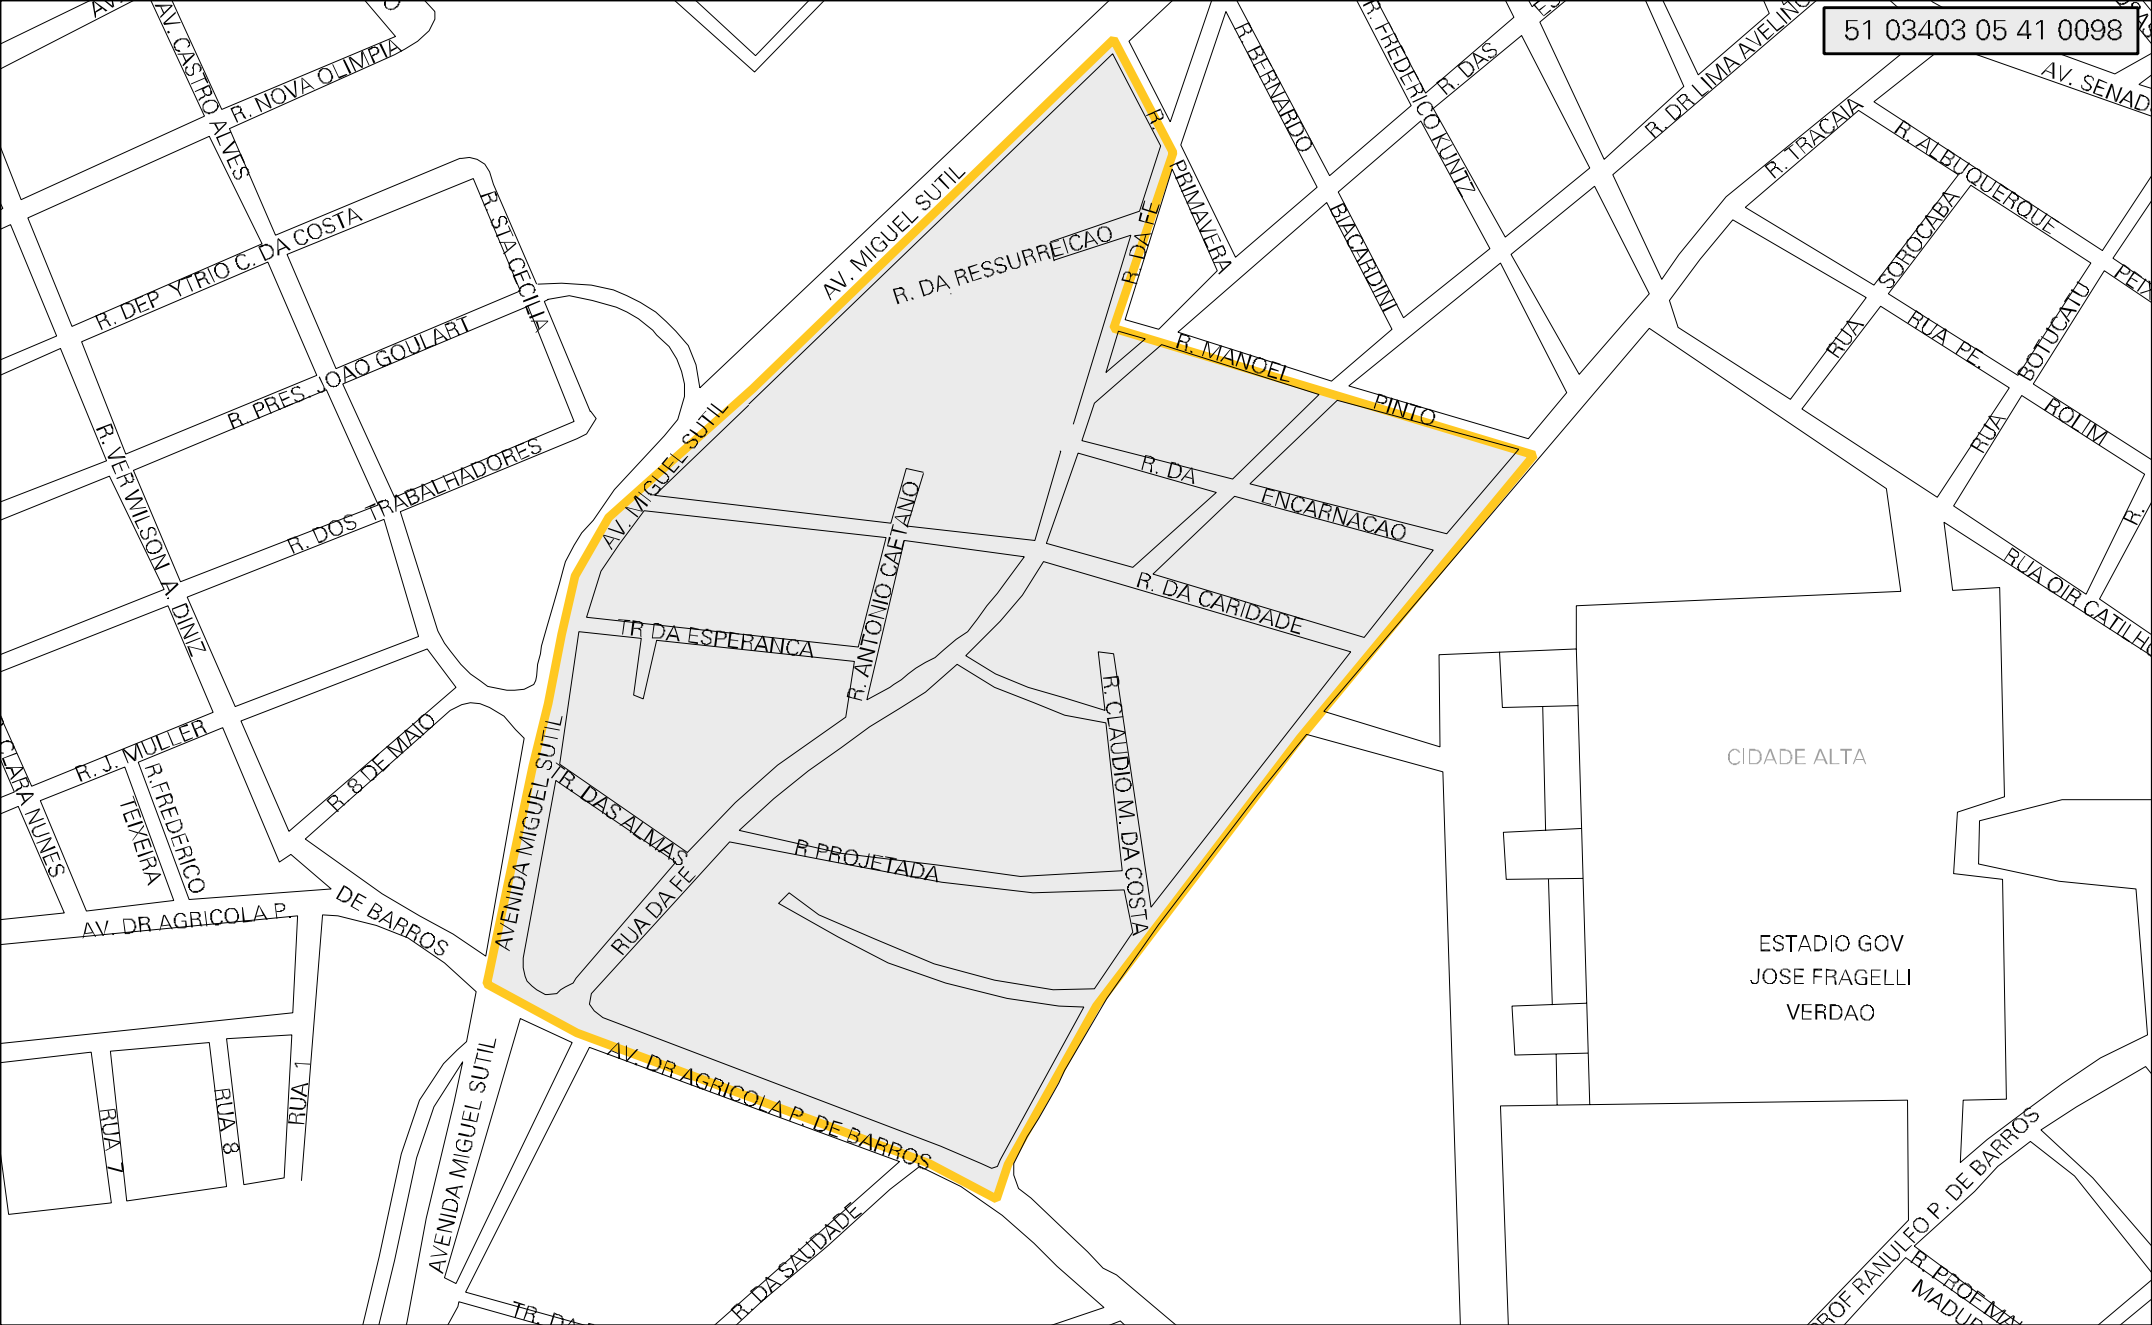 51 03403 05 41 0098
AV. CASTRO ALVES
R. NOVA OLIMPIA
R. BERNARDO
BIACARDINI
R. FREDERICO KUNTZ
R. DAS
R. DR LIMA AVELINO
AV. SENAD
R. TRACAIA
R. ALBUQUERQUE
R. PRIMAVERA
R. DA FE
AV. MIGUEL SUTIL
R. STA CECILIA
R. DEP YTRIO C. DA COSTA
R. DA RESSURREICAO
RUA SOROCABA
RUA BOTUCATU
RUA PE. ROLIM
R. PRES. JOAO GOULART
R. MANOEL PINTO
AV. MIGUEL SUTIL
R. VER WILSON A. DINIZ
R. DOS TRABALHADORES
R. DA ENCARNACAO
R. ANTONIO CAETANO
R. DA CARIDADE
RUA OIR CATILHO
TR DA ESPERANCA
R. CLAUDIO M. DA COSTA
CLARA NUNES
R. J. MULLER
R. 8 DE MAIO
R. FREDERICO
TEIXEIRA
AVENIDA MIGUEL SUTIL
TR. DAS ALMAS
CIDADE ALTA
R PROJETADA
RUA DA FE
AV. DR AGRICOLA P.
DE BARROS
ESTADIO GOV
JOSE FRAGELLI
VERDAO
AV. DR AGRICOLA P. DE BARROS
AVENIDA MIGUEL SUTIL
RUA 7
RUA 8
RUA 1
R. DA SAUDADE
PROF RANULFO P. DE BARROS
R. PROF MA
MADUR